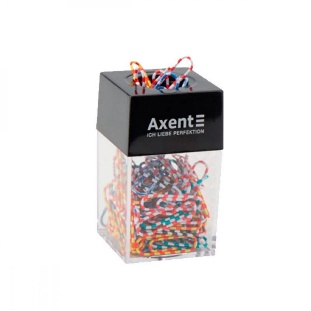 Axent
ICH LIEBE PERFEKTION